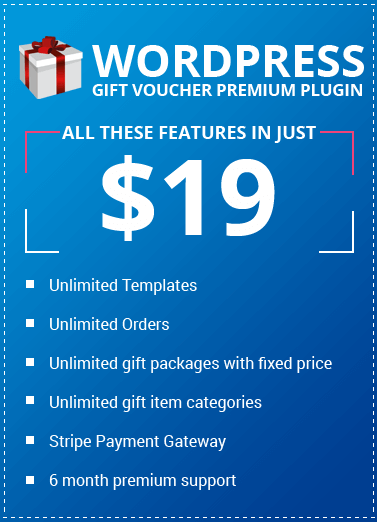 WORDPRESS
GIFT VOUCHER PREMIUM PLUGIN
ALL THESE FEATURES IN JUST
$19
Unlimited Templates
Unlimited Orders
Unlimited gift packages with fixed price
Unlimited gift item categories
Stripe Payment Gateway
6 month premium support